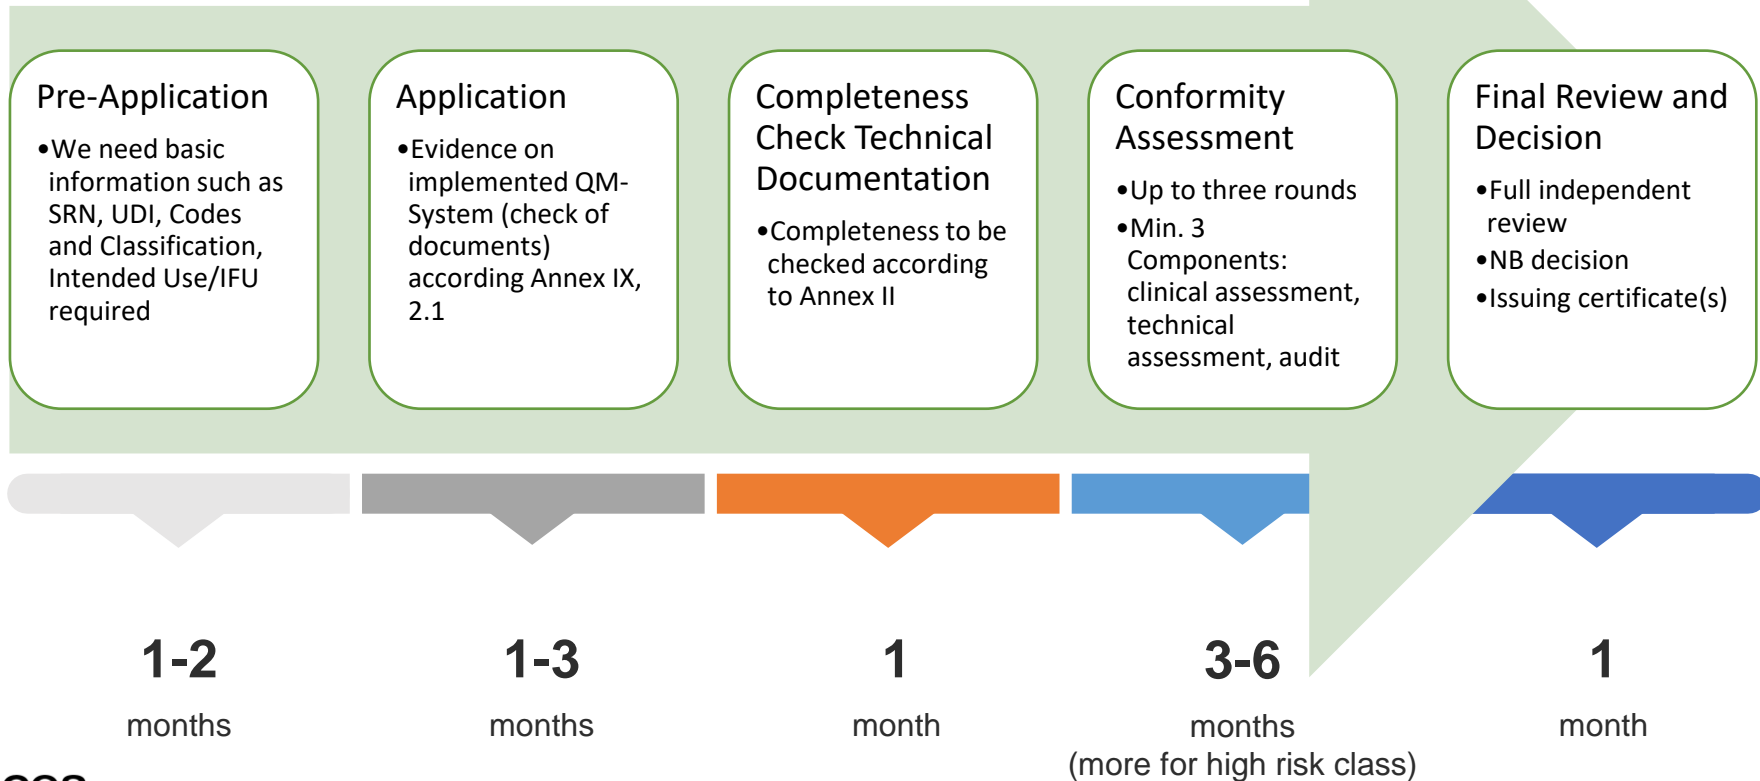 Pre-Application
•We need basic
information such as
SRN, UDI, Codes
and Classification,
Intended Use/IFU
required
Application
•Evidence on
implemented QM-
System (check of
documents)
according Annex IX,
2.1
Completeness
Check Technical
Documentation
•Completeness to be
checked according
to Annex II
Conformity
Assessment
•Up to three rounds
•Min. 3
Components:
clinical assessment,
technical
assessment, audit
Final Review and
Decision
•Full independent
review
•NB decision
•Issuing certificate(s)
1-2
months
1-3
months
1
month
3-6
months
(more for high risk class)
1
month